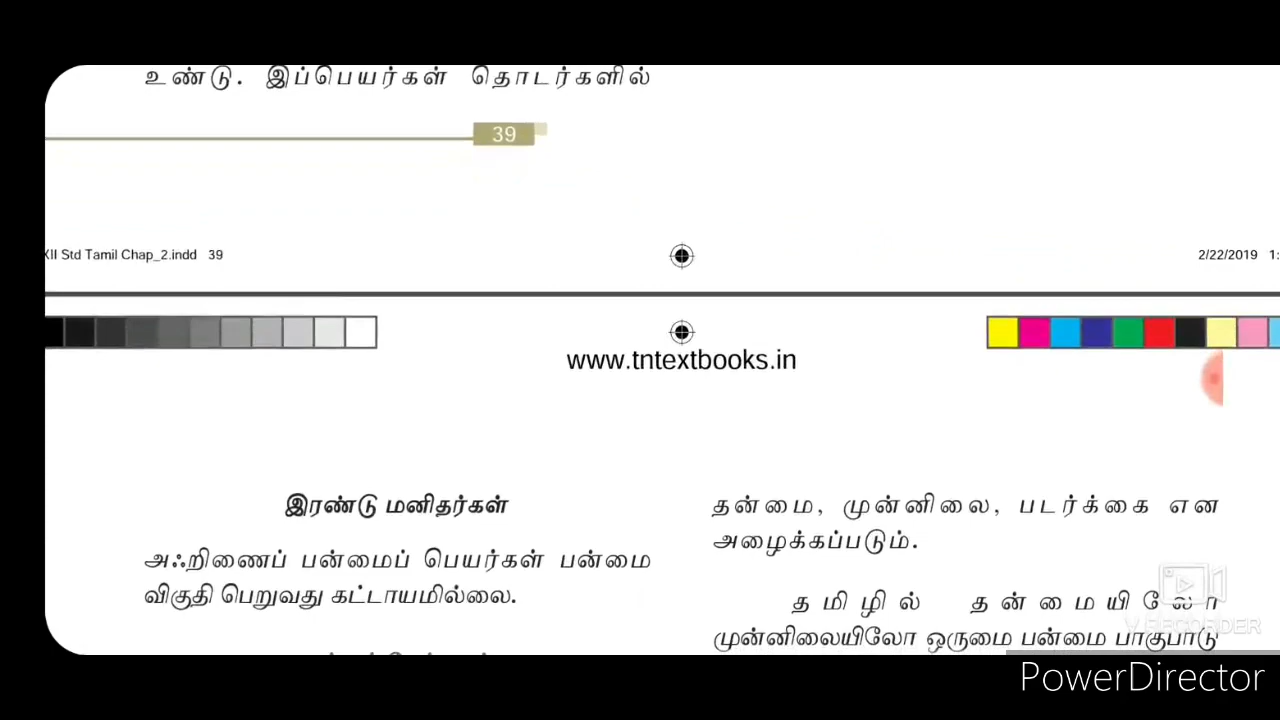 உண்டு. இப்பெயர்கள் தொடர்களில்
39
XII Std Tamil Chap_2.indd 39
2/22/2019 1:
www.tntextbooks.in
இரண்டு மனிதர்கள்
அஃறிணைப் பன்மைப் பெயர்கள் பன்மை
விகுதி பெறுவது கட்டாயமில்லை.
தன்மை, முன்னிலை, படர்க்கை என
அழைக்கப்படும்.
தமிழில் தன்மையிலோ
முன்னிலையிலோ ஒருமை பன்மை பாகுபாடு
V RECORDER
PowerDirector